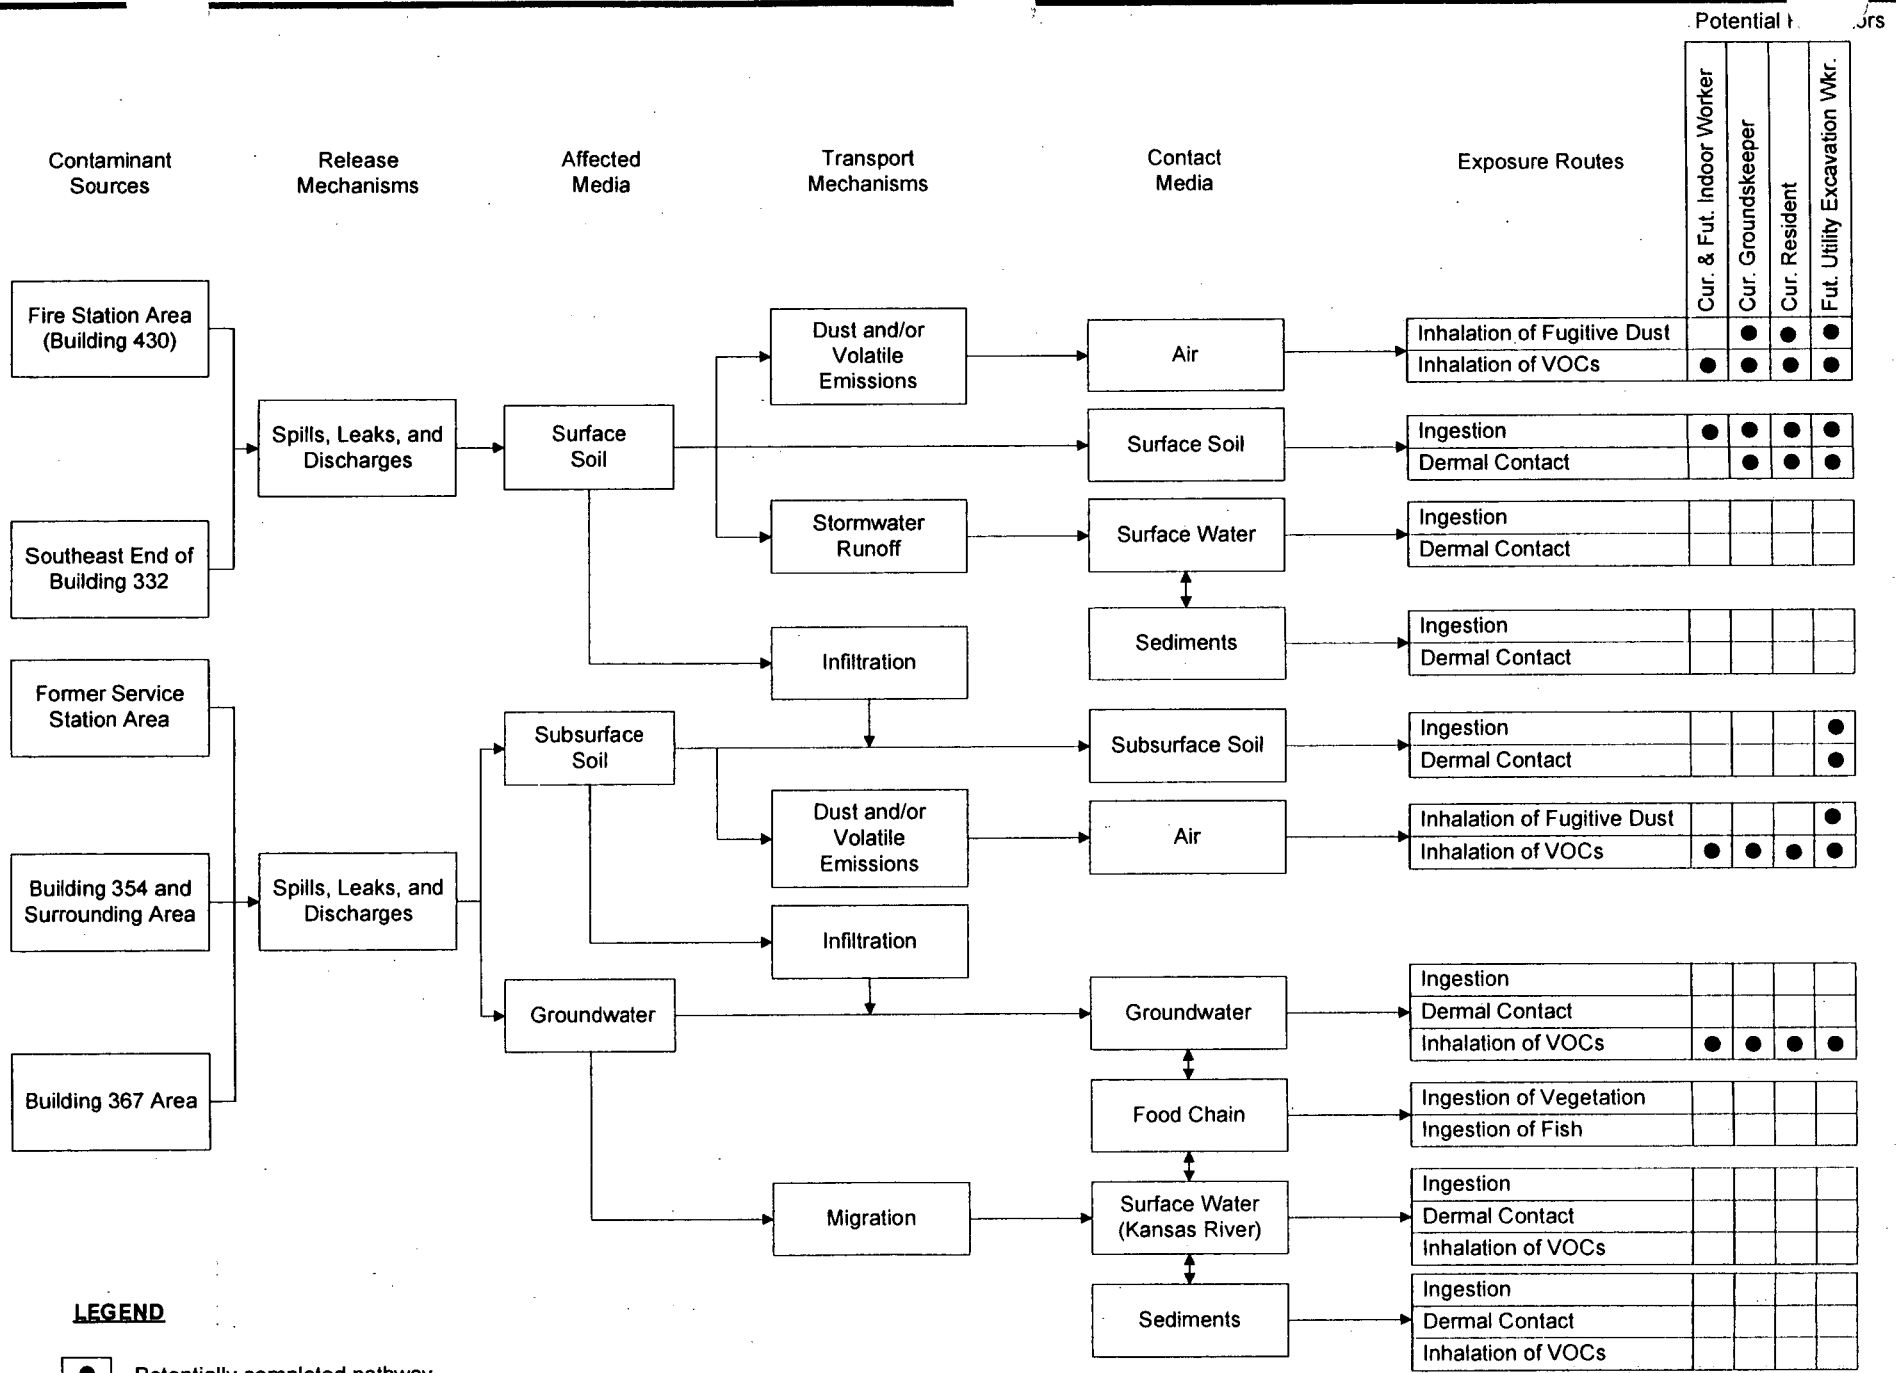 Potential
Cur. & Fut. Indoor Worker
Cur. Groundskeeper
Cur. Resident
Fut. Utility Excavation Wkr.
Contaminant
Sources
Release
Mechanisms
Affected
Media
Transport
Mechanisms
Contact
Media
Exposure Routes
Fire Station Area
(Building 430)
Southeast End of
Building 332
Former Service
Station Area
Building 354 and
Surrounding Area
Building 367 Area
Spills, Leaks, and
Discharges
Spills, Leaks, and
Discharges
Surface
Soil
Subsurface
Soil
Groundwater
Dust and/or
Volatile
Emissions
Stormwater
Runoff
Infiltration
Dust and/or
Volatile
Emissions
Infiltration
Migration
Air
Surface Soil
Surface Water
Sediments
Subsurface Soil
Air
Groundwater
Food Chain
Surface Water
(Kansas River)
Sediments
Inhalation of Fugitive Dust
Inhalation of VOCs
Ingestion
Dermal Contact
Ingestion
Dermal Contact
Ingestion
Dermal Contact
Ingestion
Dermal Contact
Inhalation of Fugitive Dust
Inhalation of VOCs
Ingestion
Dermal Contact
Inhalation of VOCs
Ingestion of Vegetation
Ingestion of Fish
Ingestion
Dermal Contact
Inhalation of VOCs
Ingestion
Dermal Contact
Inhalation of VOCs
LEGEND
Potentially completed pathway